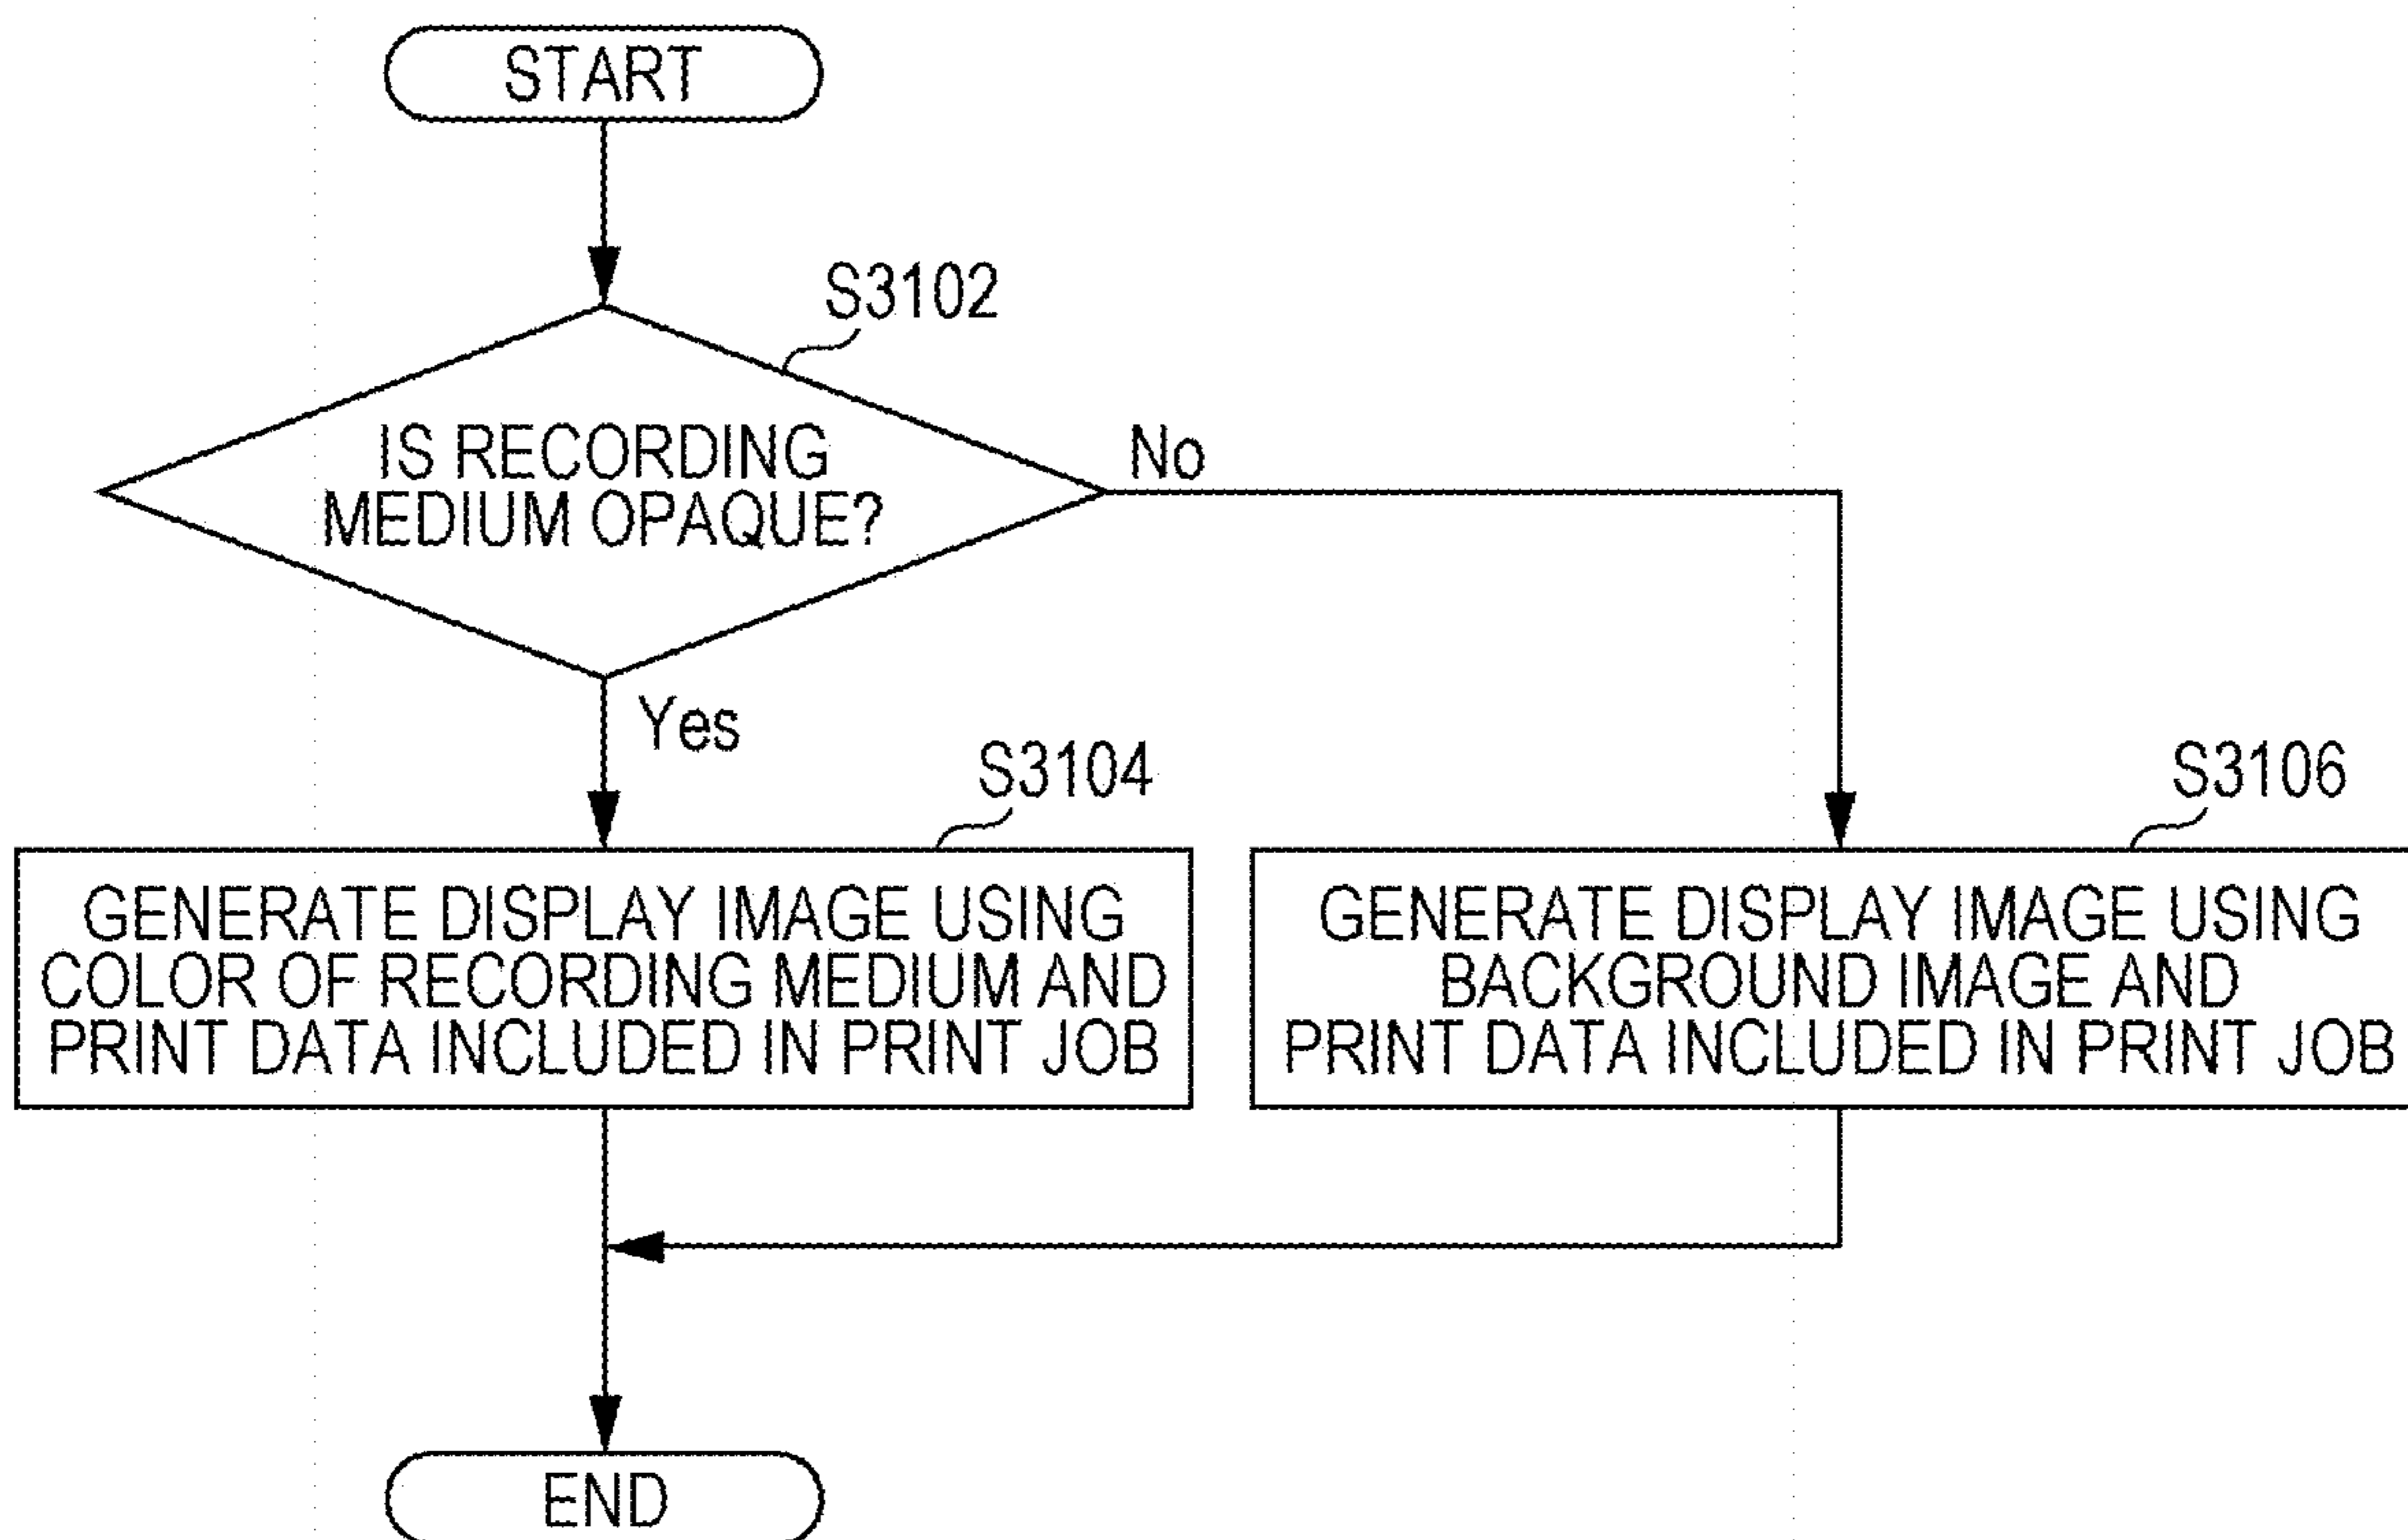 START
S3102
IS RECORDING
MEDIUM OPAQUE?
No
Yes
S3104
GENERATE DISPLAY IMAGE USING
COLOR OF RECORDING MEDIUM AND
PRINT DATA INCLUDED IN PRINT JOB
S3106
GENERATE DISPLAY IMAGE USING
BACKGROUND IMAGE AND
PRINT DATA INCLUDED IN PRINT JOB
END